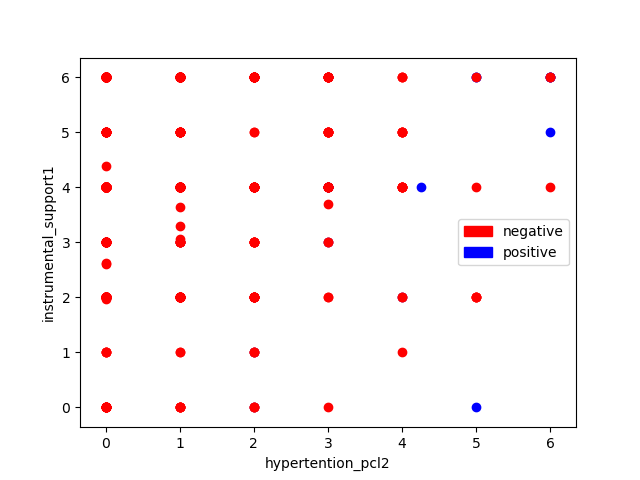 6
5
4
3
2
1
0
instrumental_support1
negative
positive
0 1 2 3 4 5 6
hypertention_pcl2